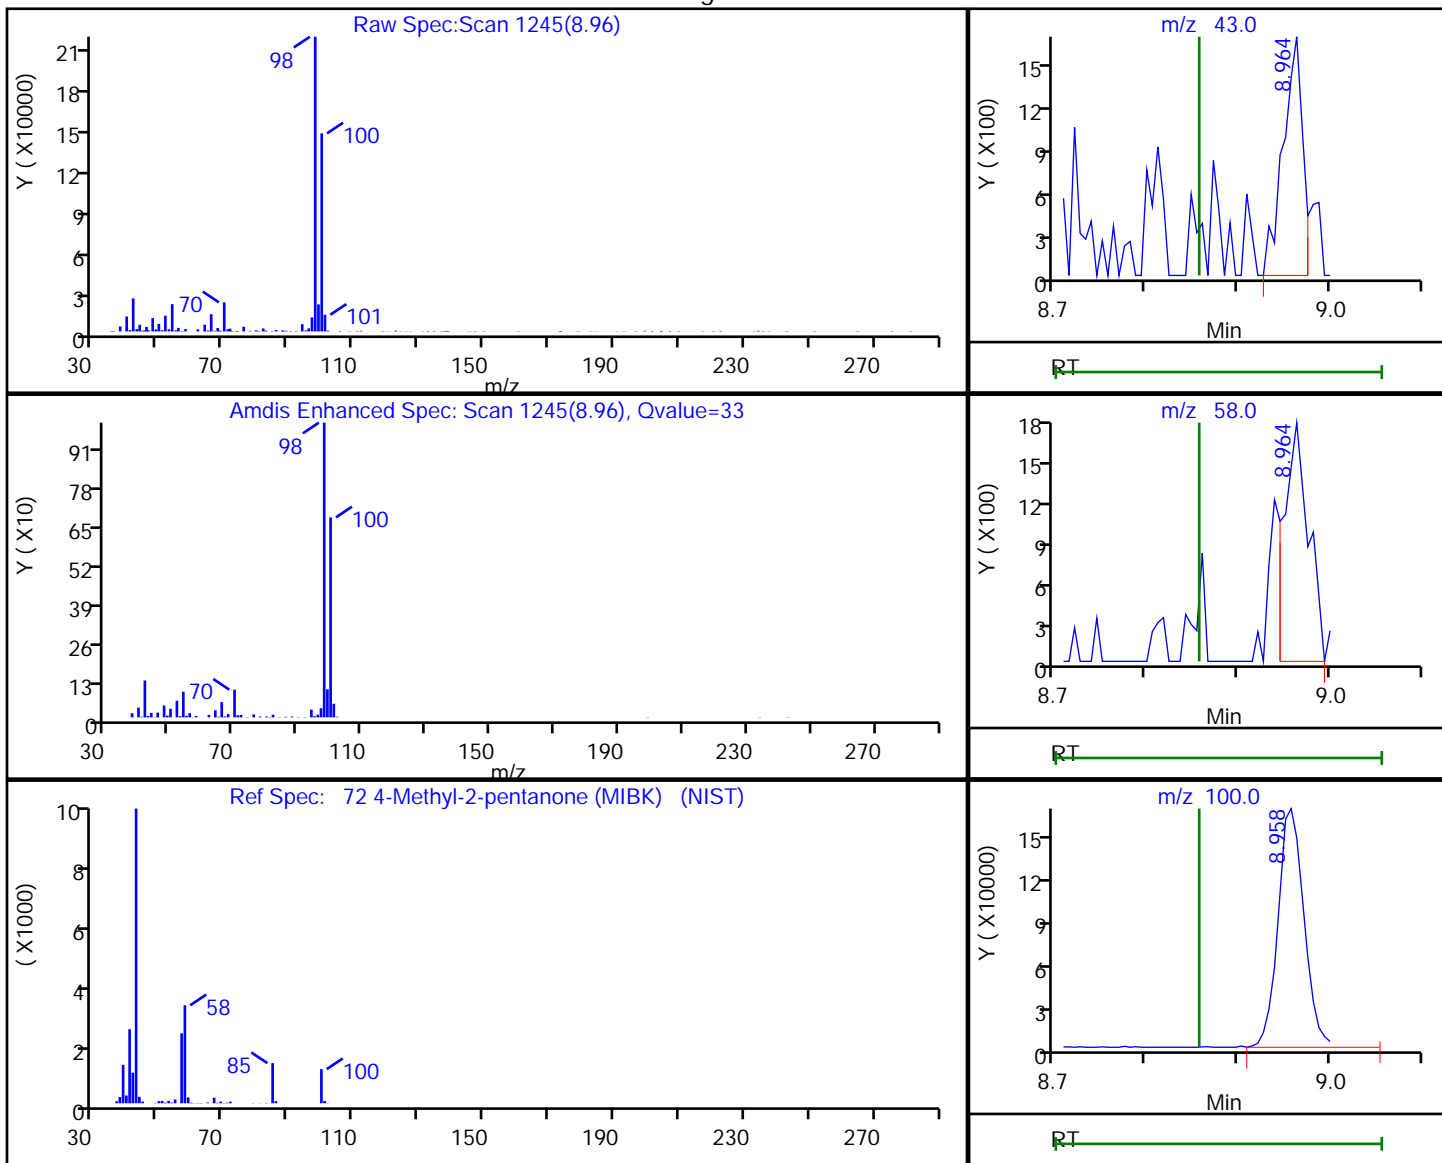 Raw Spec:Scan 1245(8.96)
Y ( X10000)
21
18
15
12
9
6
3
0
98
100
70
101
30 70 110 150 190 230 270
m/z
m/z 43.0
Y ( X100)
15
12
9
6
3
0
8.964
8.7 9.0
Min
RT
Amdis Enhanced Spec: Scan 1245(8.96), Qvalue=33
Y ( X10)
91
78
65
52
39
26
13
0
98
100
70
30 70 110 150 190 230 270
m/z
m/z 58.0
Y ( X100)
18
15
12
9
6
3
0
8.964
8.7 9.0
Min
RT
Ref Spec: 72 4-Methyl-2-pentanone (MIBK) (NIST)
( X1000)
10
8
6
4
2
0
58
85
100
30 70 110 150 190 230 270
m/z 100.0
Y ( X10000)
15
12
9
6
3
0
8.958
8.7 9.0
Min
RT